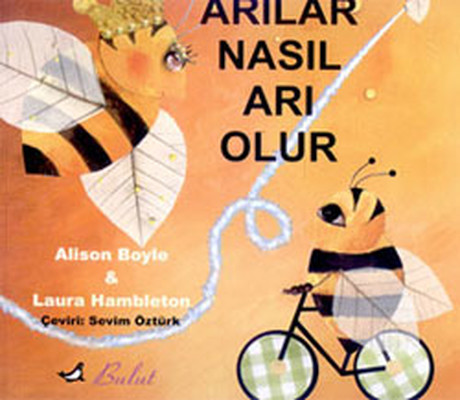 ARILAR
NASIL
ARI
OLUR
Alison Boyle
&
Laura Hambleton
Çeviri: Sevim Öztürk
Bulut